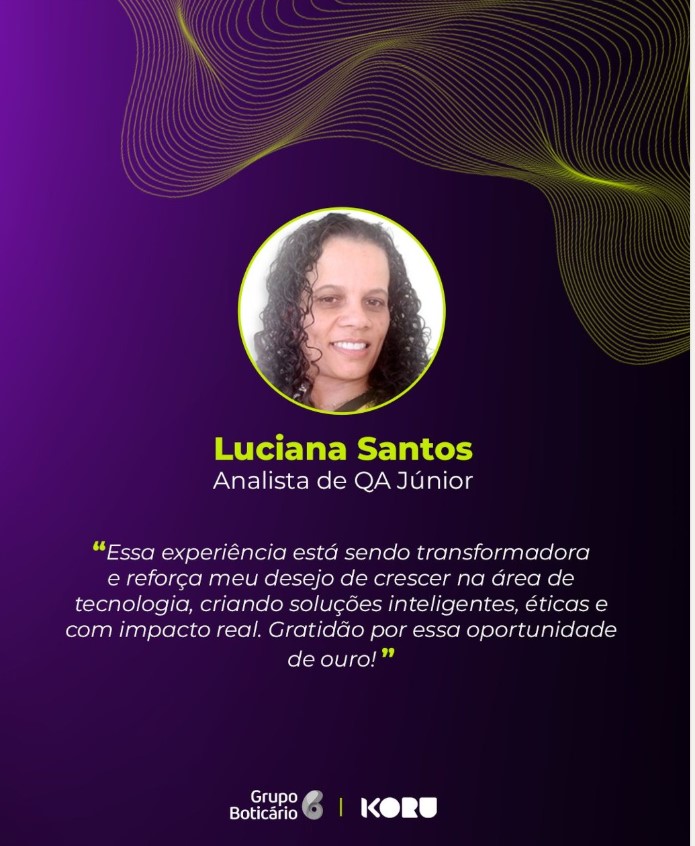 Luciana Santos
Analista de QA Júnior
“Essa experiência está sendo transformadora
e reforça meu desejo de crescer na área de
tecnologia, criando soluções inteligentes, éticas e
com impacto real. Gratidão por essa oportunidade
de ouro!”
Grupo
Boticário | KORU